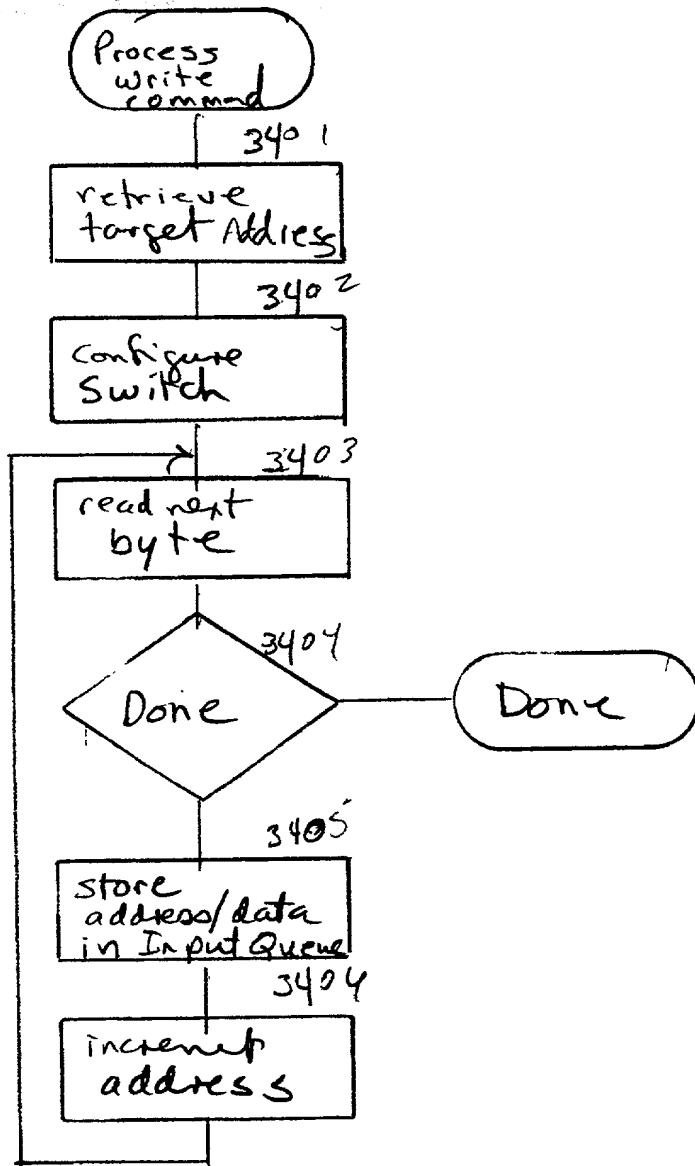 Process
write
command
3401
retrieve
target Address
3402
configure
Switch
3403
read next
byte
3404
Done
Done
3405
store
address/data
in Input Queue
3404
increment
address